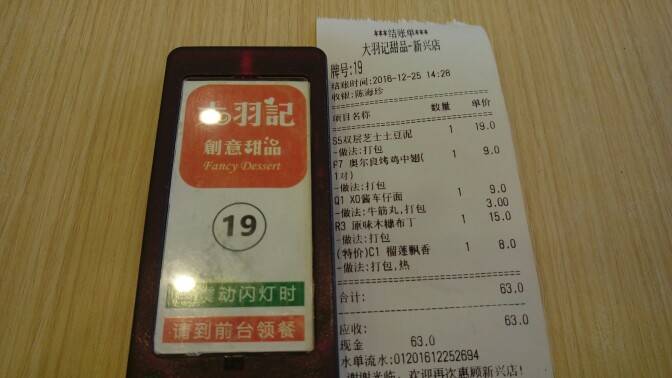 大羽記
創意甜品
Fancy Dessert
19
震动闪灯时
请到前台领餐
***结账单***
大羽记甜品-新兴店
牌号:19
结账时间:2016-12-25 14:28
收银:陈海珍
项目名称 数量 单价
S5双层芝士土豆泥 1 19.0
-做法:打包
F7 奥尔良烤鸡中翅( 1 9.0
1对)
-做法:打包
Q1 XO酱车仔面 1 9.0
-做法:牛筋丸,打包 3.00
R3 原味木糠布丁 1 15.0
-做法:打包
(特价)C1 榴莲飘香 1 8.0
-做法:打包,热
合计: 63.0
应收: 63.0
现金 63.0
水单流水:01201612252694
谢谢光临，欢迎再次惠顾新兴店!